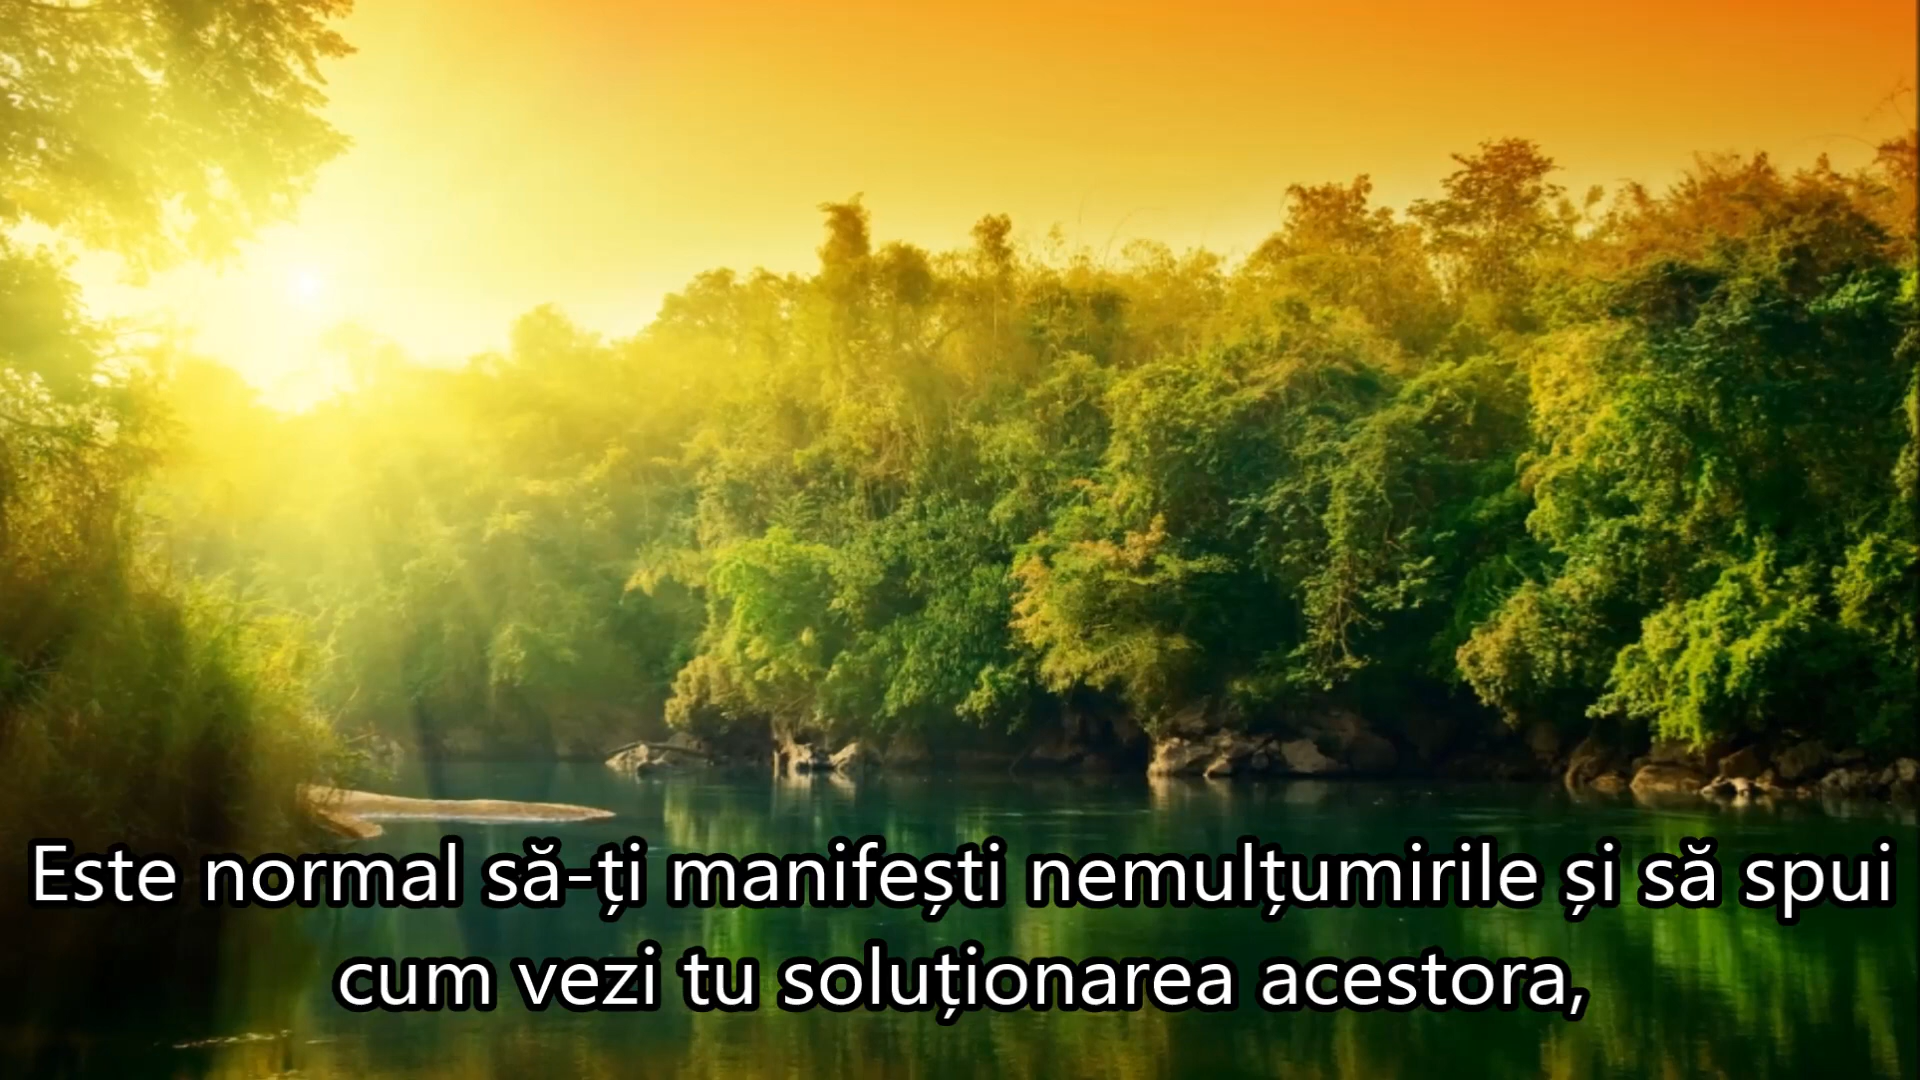 Este normal să-ți manifești nemulțumirile și să spui
cum vezi tu soluționarea acestora,